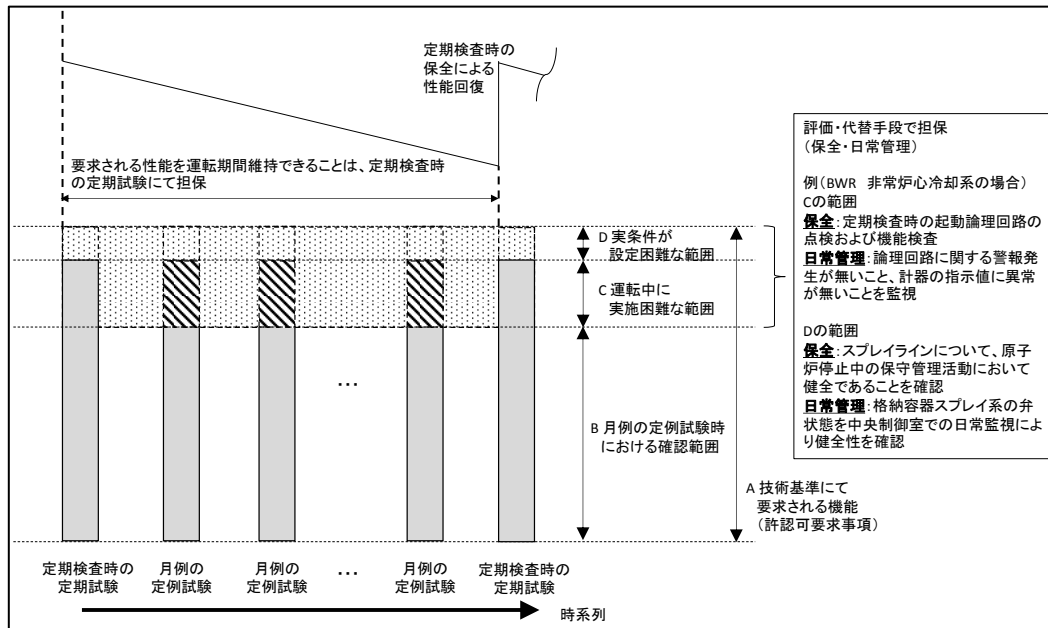 定期検査時の
保全による
性能回復
要求される性能を運転期間維持できることは、定期検査時
の定期試験にて担保
D 実条件が
設定困難な範囲
C 運転中に
実施困難な範囲
…
B 月例の定例試験時
における確認範囲
A 技術基準にて
要求される機能
（許認可要求事項）
評価・代替手段で担保
（保全・日常管理）
例（BWR　非常炉心冷却系の場合）
Cの範囲
保全：定期検査時の起動論理回路の
点検および機能検査
日常管理：論理回路に関する警報発
生が無いこと、計器の指示値に異常
が無いことを監視
Dの範囲
保全：スプレイラインについて、原子
炉停止中の保守管理活動において
健全であることを確認
日常管理：格納容器スプレイ系の弁
状態を中央制御室での日常監視によ
り健全性を確認
定期検査時の
定期試験
月例の
定例試験
月例の
定例試験
…
月例の
定例試験
定期検査時の
定期試験
時系列